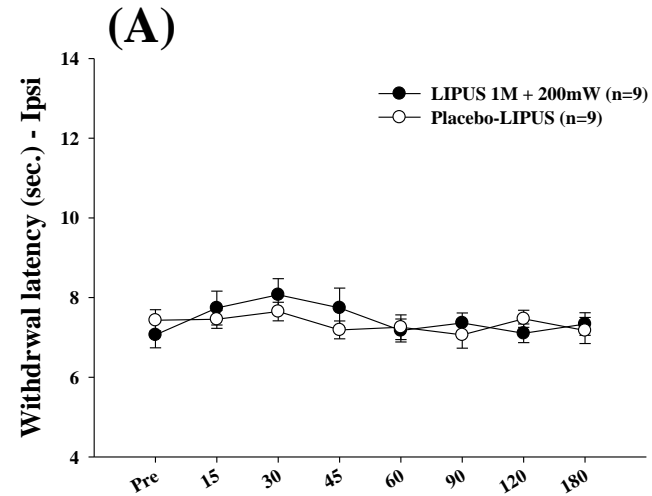 (A)
Withdrwal latency (sec.) - Ipsi
14
12
10
8
6
4
LIPUS 1M + 200mW (n=9)
Placebo-LIPUS (n=9)
Pre 15 30 45 60 90 120 180